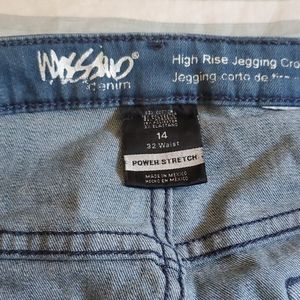 MOSSIMO
denim
High Rise Jegging Cro
Jegging-corto de tiro
14
32 Waist
POWER STRETCH
MADE IN MEXICO
HECHO EN MEXICO